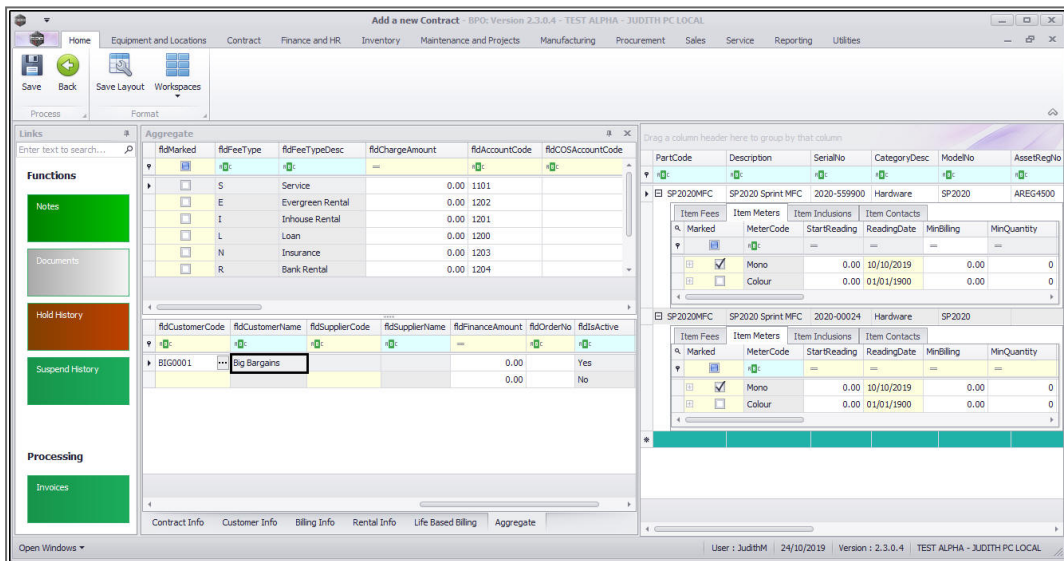 Add a new Contract - BPO: Version 2.3.0.4 - TEST ALPHA - JUDITH PC LOCAL
Home Equipment and Locations Contract Finance and HR Inventory Maintenance and Projects Manufacturing Procurement Sales Service Reporting Utilities
Save Back Save Layout Workspaces
Process Format
Links
Enter text to search...
Functions
Notes
Documents
Hold History
Suspend History
Processing
Invoices
Aggregate
fldMarked fldFeeType fldFeeTypeDesc fldChargeAmount fldAccountCode fldCOSAccountCode
S Service 0.00 1101
E Evergreen Rental 0.00 1202
I Inhouse Rental 0.00 1201
L Loan 0.00 1200
N Insurance 0.00 1203
R Bank Rental 0.00 1204
fldCustomerCode fldCustomerName fldSupplierCode fldSupplierName fldFinanceAmount fldOrderNo fldIsActive
BIG0001 ... Big Bargains 0.00 Yes
0.00 No
Contract Info Customer Info Billing Info Rental Info Life Based Billing Aggregate
Drag a column header here to group by that column
PartCode Description SerialNo CategoryDesc ModelNo AssetRegNo
SP2020MFC SP2020 Sprint MFC 2020-559900 Hardware SP2020 AREG4500
Item Fees Item Meters Item Inclusions Item Contacts
Marked MeterCode StartReading ReadingDate MinBilling MinQuantity
Mono 0.00 10/10/2019 0.00 0
Colour 0.00 01/01/1900 0.00 0
SP2020MFC SP2020 Sprint MFC 2020-00024 Hardware SP2020
Item Fees Item Meters Item Inclusions Item Contacts
Marked MeterCode StartReading ReadingDate MinBilling MinQuantity
Mono 0.00 10/10/2019 0.00 0
Colour 0.00 01/01/1900 0.00 0
Open Windows
User : JudithM 24/10/2019 Version : 2.3.0.4 TEST ALPHA - JUDITH PC LOCAL